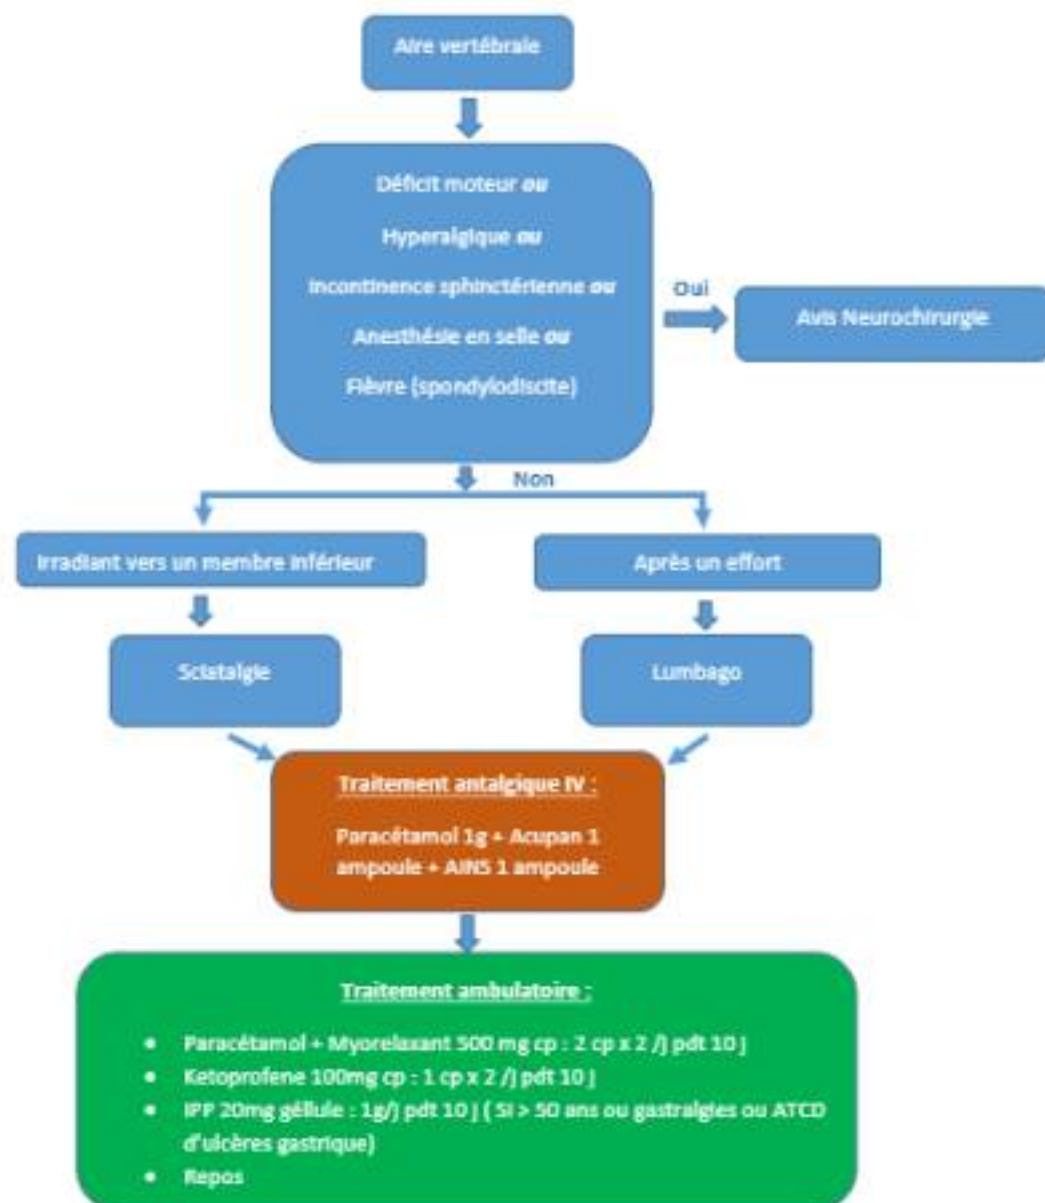 Aire vertébrale
Déficit moteur ou
Hyperalgique ou
Incontinence sphinctérienne ou
Anesthésie en selle ou
Fièvre (spondylodiscite)
Oui
Avis Neurochirurgie
Non
Irradiant vers un membre inférieur
Après un effort
Sciatalgie
Lumbago
Traitement antalgique IV :
Paracétamol 1g + Acupan 1
ampoule + AINS 1 ampoule
Traitement ambulatoire :
• Paracétamol + Myorelaxant 500 mg cp : 2 cp x 2 /j pdt 10 j
• Ketoprofene 100mg cp : 1 cp x 2 /j pdt 10 j
• IPP 20mg géllule : 1g/j pdt 10 j ( Si > 50 ans ou gastralgies ou ATCD
d'ulcères gastrique)
• Repos